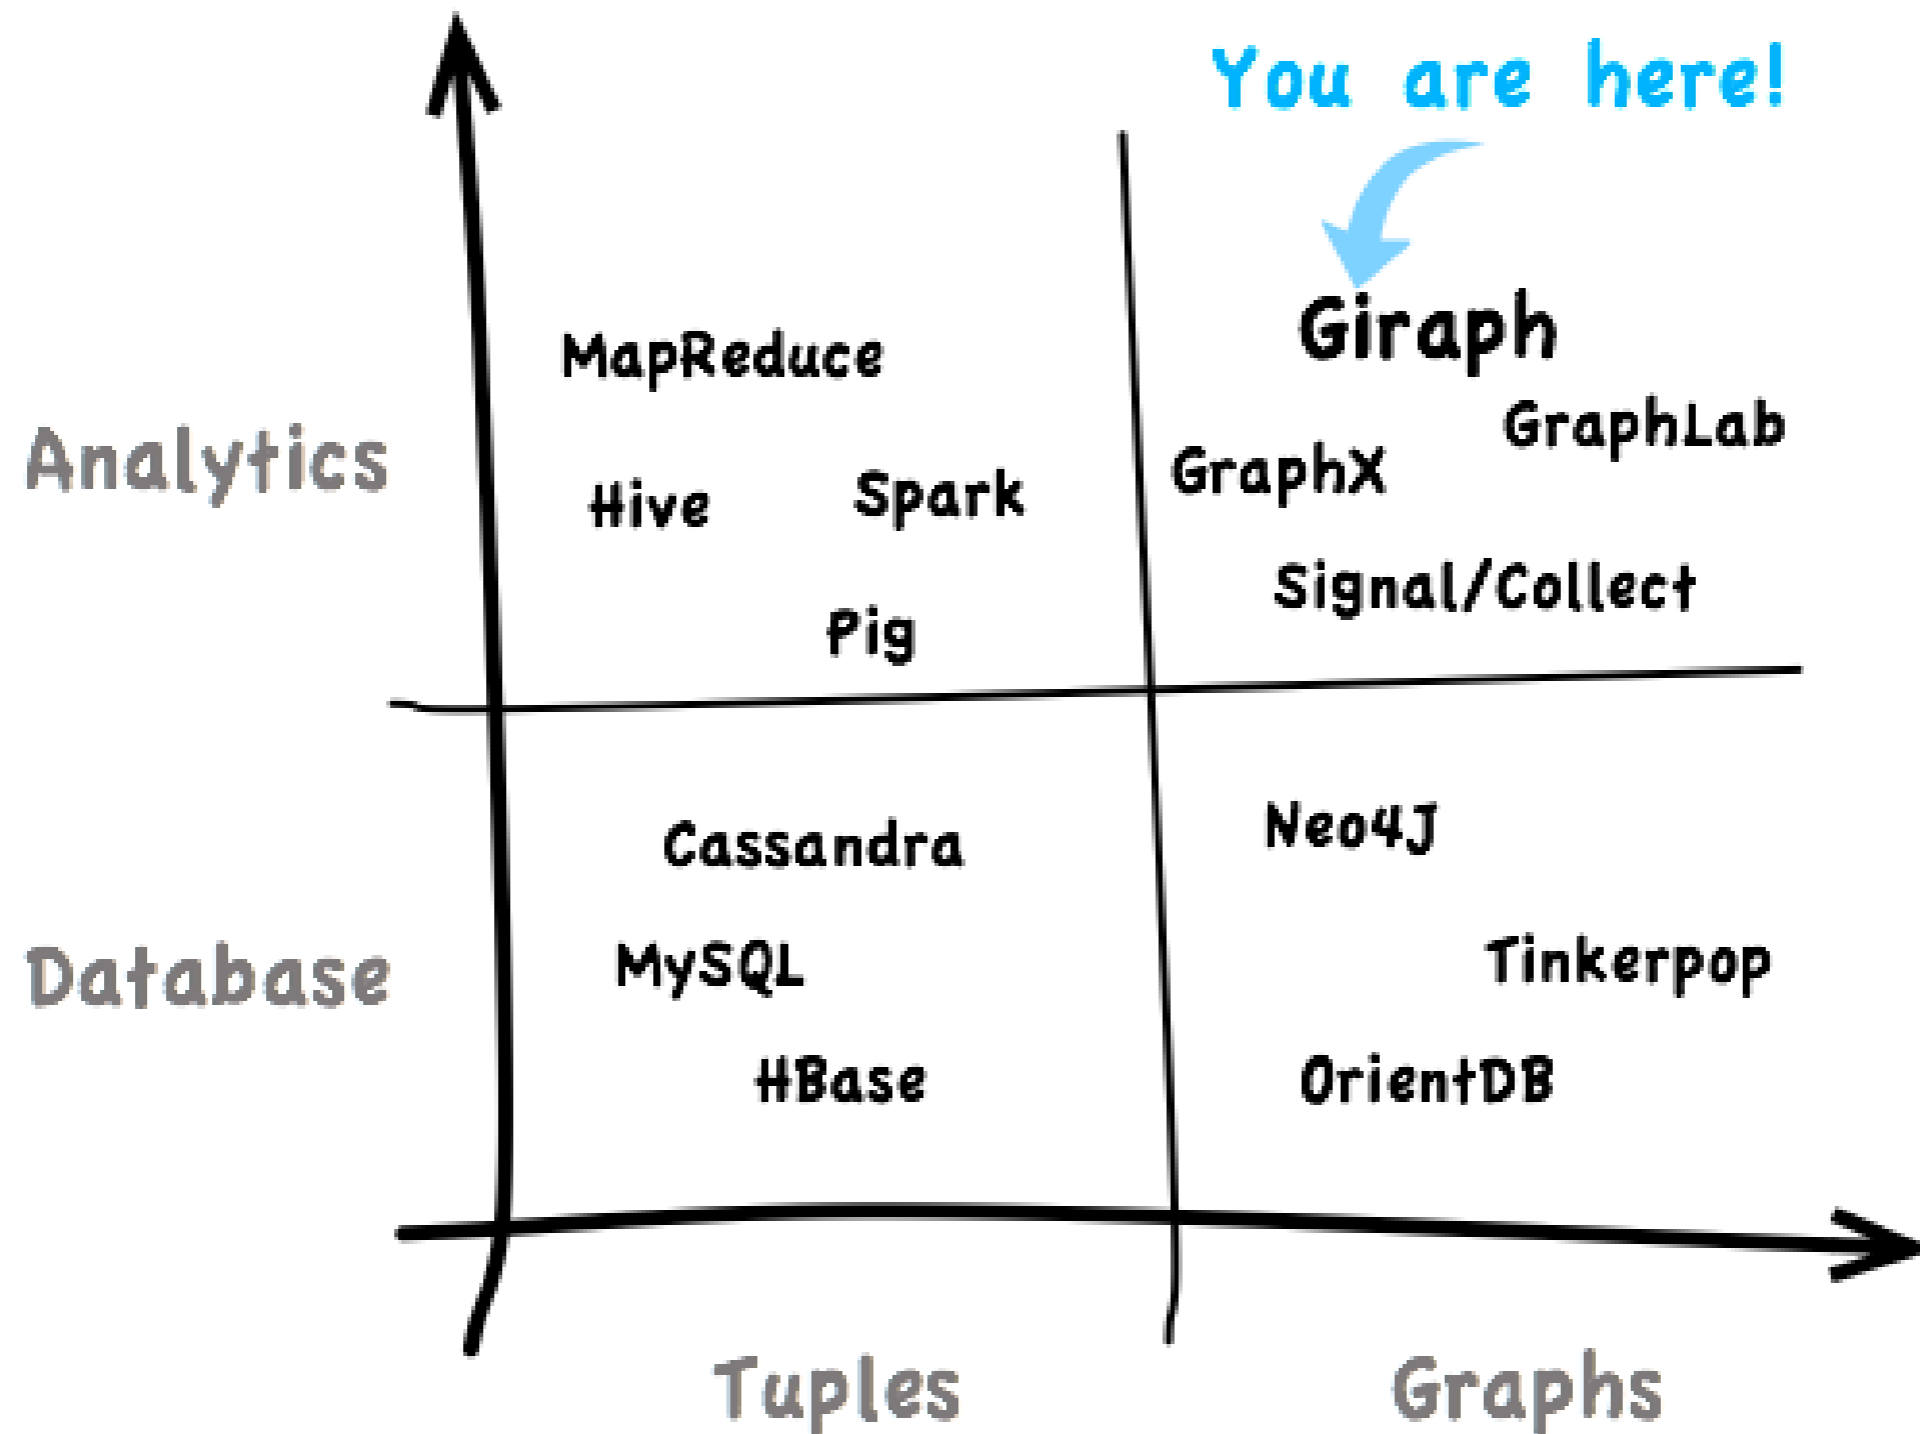 You are here!
Giraph
MapReduce
GraphLab
Analytics
GraphX
Hive
Spark
Signal/Collect
Pig
Cassandra
Neo4J
Database
MySQL
Tinkerpop
HBase
OrientDB
Tuples
Graphs